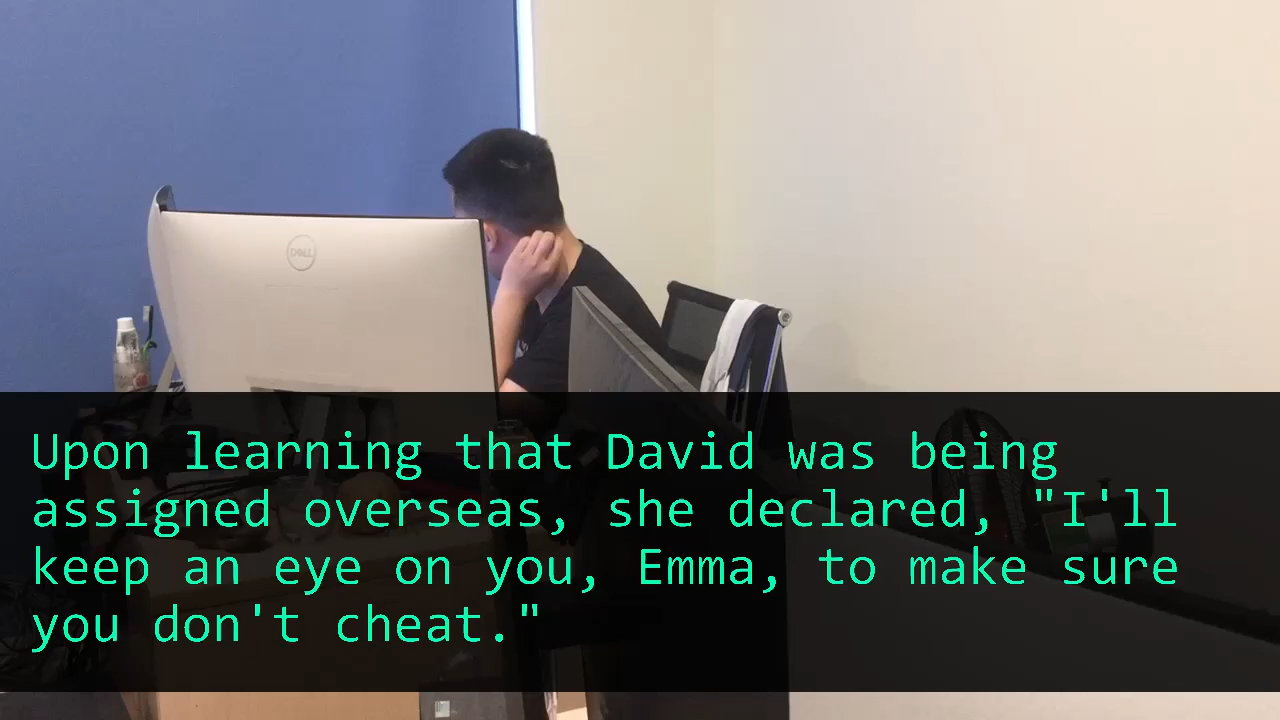 DELL
Upon learning that David was being
assigned overseas, she declared, "I'll
keep an eye on you, Emma, to make sure
you don't cheat."